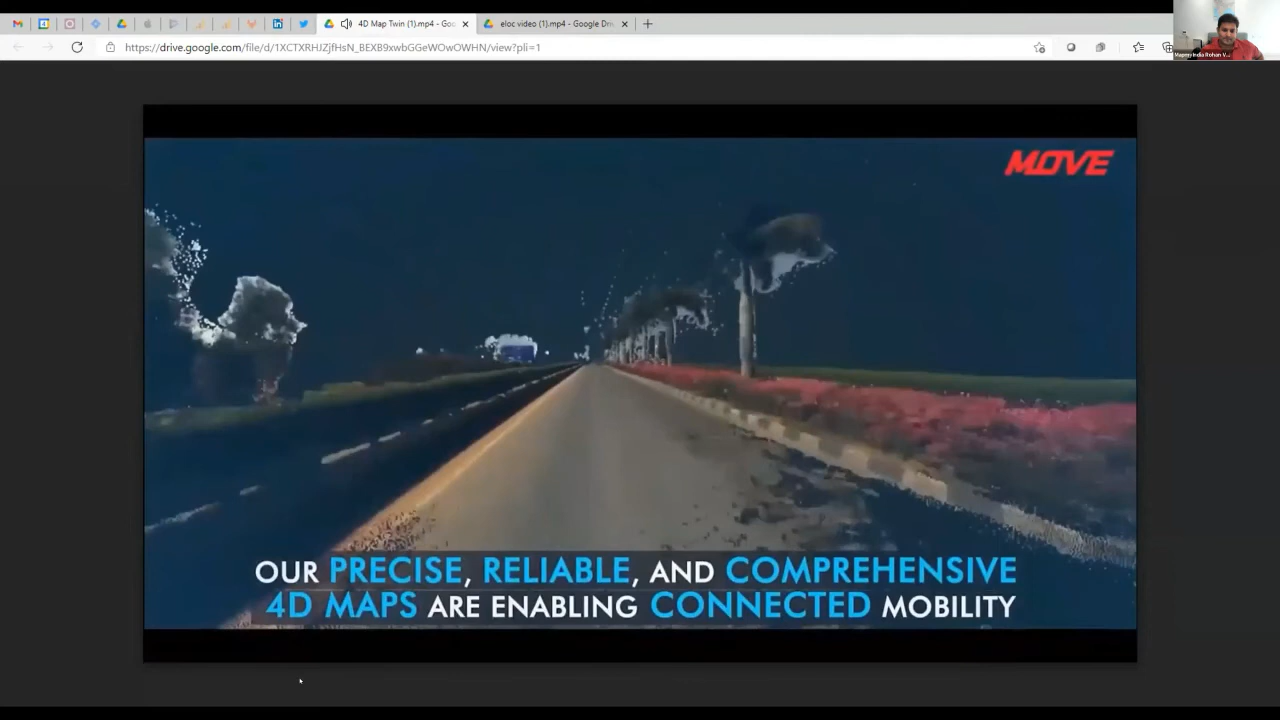 4D Map Twin (1).mp4 - Goo
eloc video (1).mp4 - Google Dri
https://drive.google.com/file/d/1XCTXRHJZjfHsN_BEXB9xwbGGeWOwOWHN/view?pli=1
MOVE
OUR PRECISE, RELIABLE, AND COMPREHENSIVE
4D MAPS ARE ENABLING CONNECTED MOBILITY